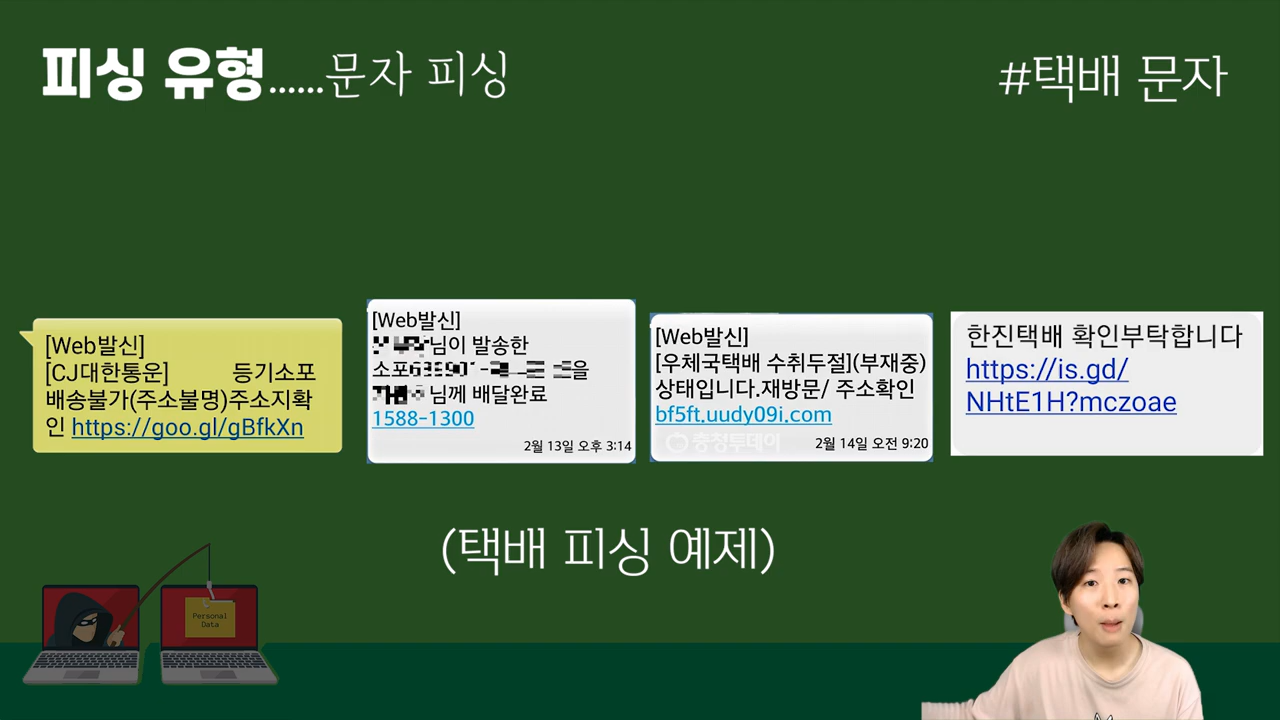 피싱 유형......문자 피싱
#택배 문자
[Web발신]
[CJ대한통운] 등기소포
배송불가(주소불명)주소지확
인 https://goo.gl/gBfkXn
[Web발신]
님이 발송한
소포 을
님께 배달완료
1588-1300
2월 13일 오후 3:14
[Web발신]
[우체국택배 수취두절](부재중)
상태입니다.재방문/ 주소확인
bf5ft.uudy09i.com
충청투데이
2월 14일 오전 9:20
한진택배 확인부탁합니다
https://is.gd/
NHtE1H?mczoae
(택배 피싱 예제)
Personal
Data